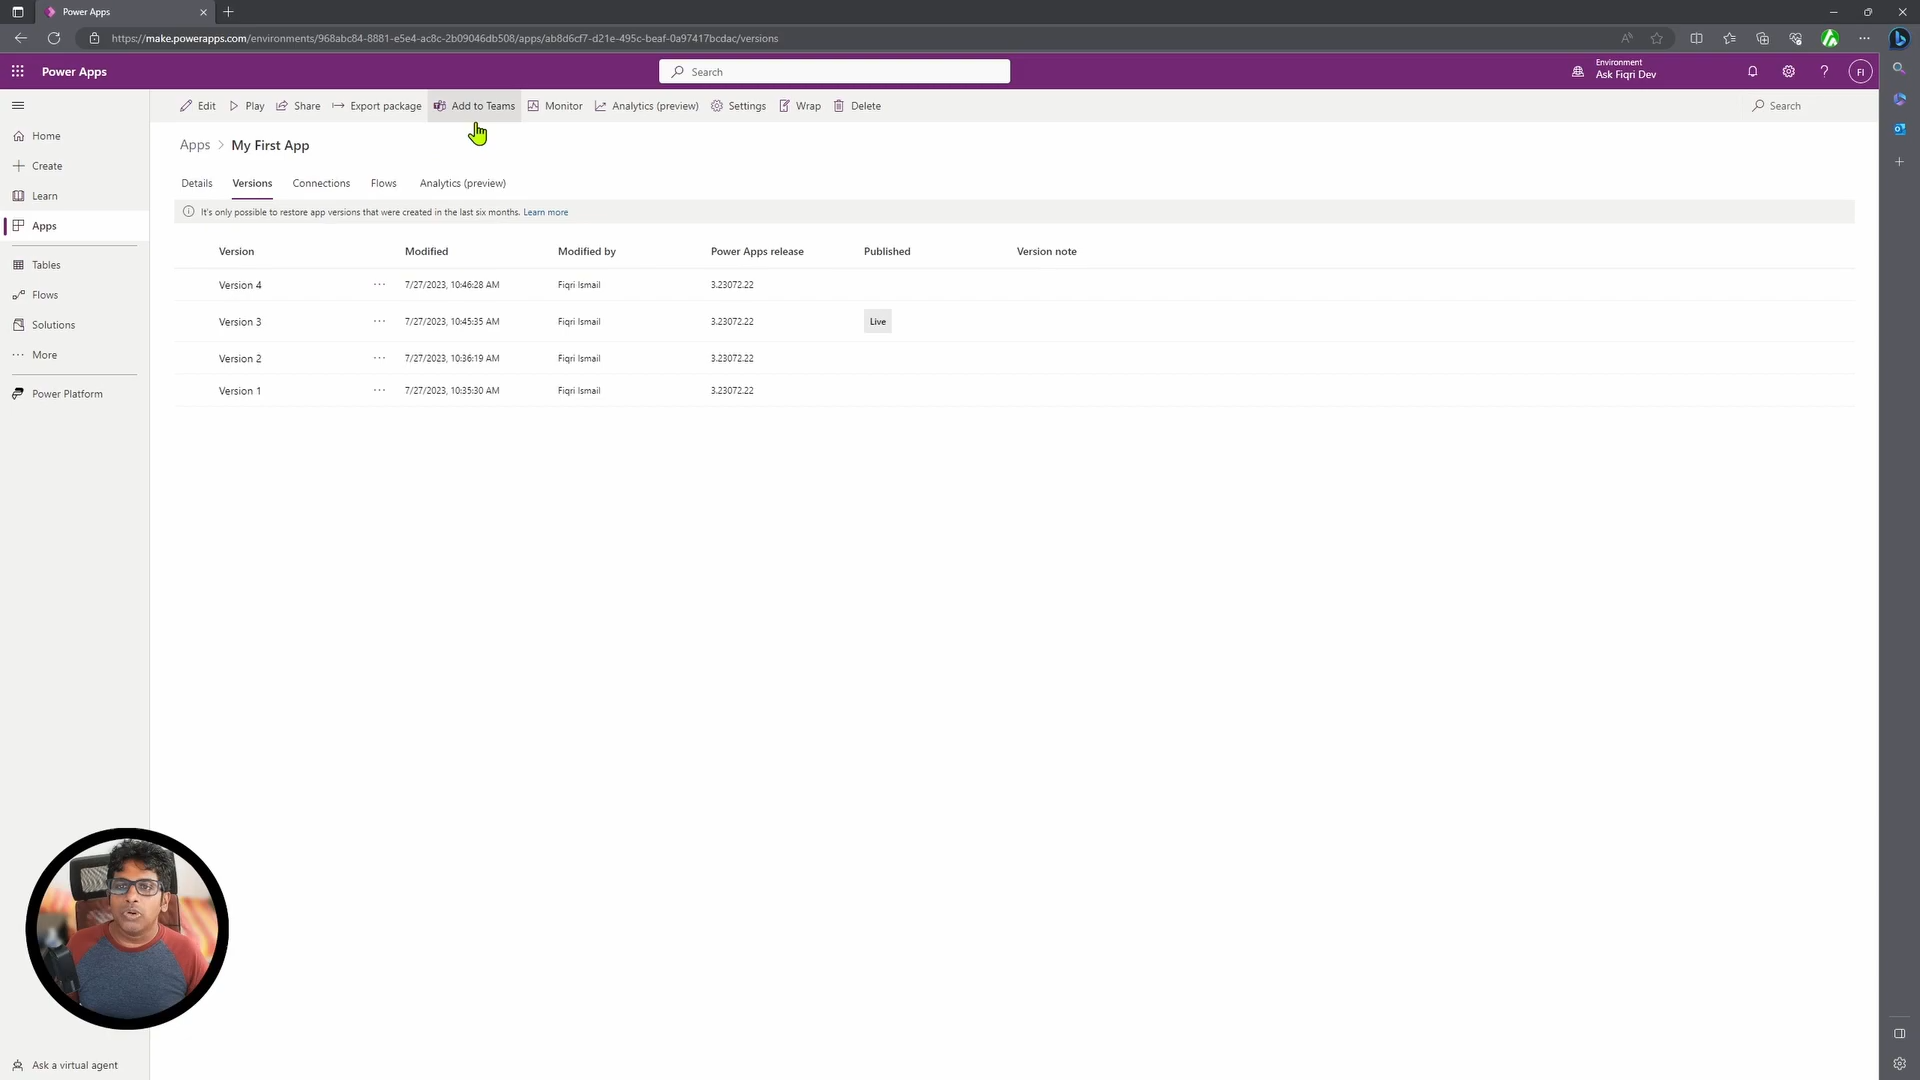 Power Apps
https://make.powerapps.com/environments/968abc84-8881-e5e4-ac8c-2b09046db508/apps/ab8d6cf7-d21e-495c-beaf-0a97417bcdac/versions
Power Apps
Search
Environment
Ask Fiqri Dev
FI
Edit Play Share Export package Add to Teams Monitor Analytics (preview) Settings Wrap Delete Search
Home
Create
Learn
Apps
Tables
Flows
Solutions
More
Power Platform
Ask a virtual agent
Apps > My First App
Details Versions Connections Flows Analytics (preview)
It's only possible to restore app versions that were created in the last six months. Learn more
Version Modified Modified by Power Apps release Published Version note
Version 4 ... 7/27/2023, 10:46:28 AM Fiqri Ismail 3.23072.22
Version 3 ... 7/27/2023, 10:45:35 AM Fiqri Ismail 3.23072.22 Live
Version 2 ... 7/27/2023, 10:36:19 AM Fiqri Ismail 3.23072.22
Version 1 ... 7/27/2023, 10:35:30 AM Fiqri Ismail 3.23072.22